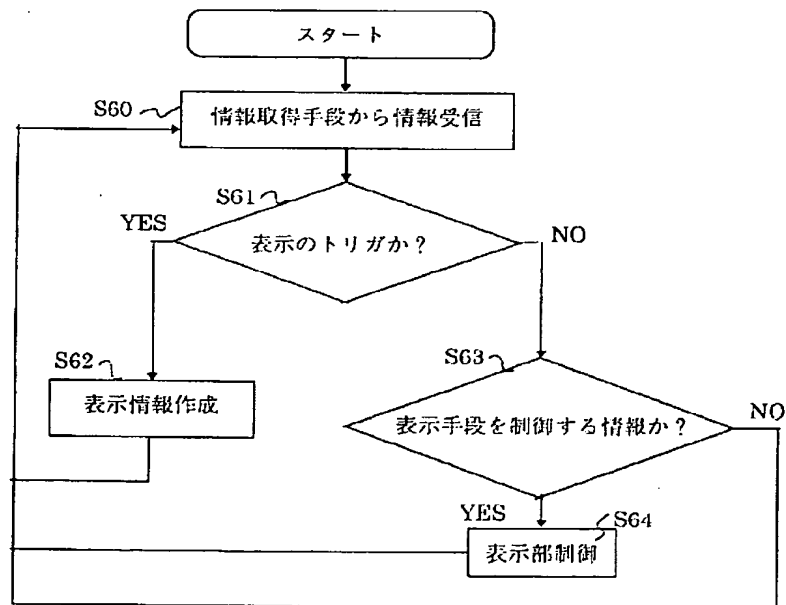 スタート
S60
情報取得手段から情報受信
S61
YES
表示のトリガか?
NO
S62
表示情報作成
S63
表示手段を制御する情報か?
NO
YES
S64
表示部制御